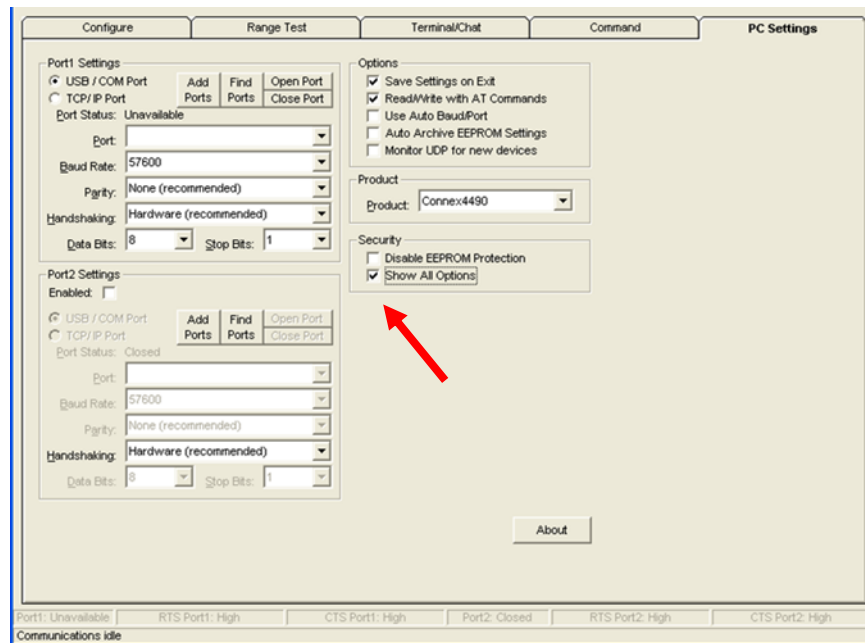 Configure Range Test Terminal/Chat Command PC Settings
Port1 Settings
USB / COM Port
TCP/IP Port
Add Ports
Find Ports
Open Port
Close Port
Port Status: Unavailable
Port:
Baud Rate: 57600
Parity: None (recommended)
Handshaking: Hardware (recommended)
Data Bits: 8 Stop Bits: 1
Port2 Settings
Enabled:
USB / COM Port
TCP/IP Port
Add Ports
Find Ports
Open Port
Close Port
Port Status: Closed
Port:
Baud Rate: 57600
Parity: None (recommended)
Handshaking: Hardware (recommended)
Data Bits: 8 Stop Bits: 1
Options
Save Settings on Exit
Read/Write with AT Commands
Use Auto Baud/Port
Auto Archive EEPROM Settings
Monitor UDP for new devices
Product
Product: Connex4490
Security
Disable EEPROM Protection
Show All Options
About
Port1: Unavailable RTS Port1: High CTS Port1: High Port2: Closed RTS Port2: High CTS Port2: High
Communications idle